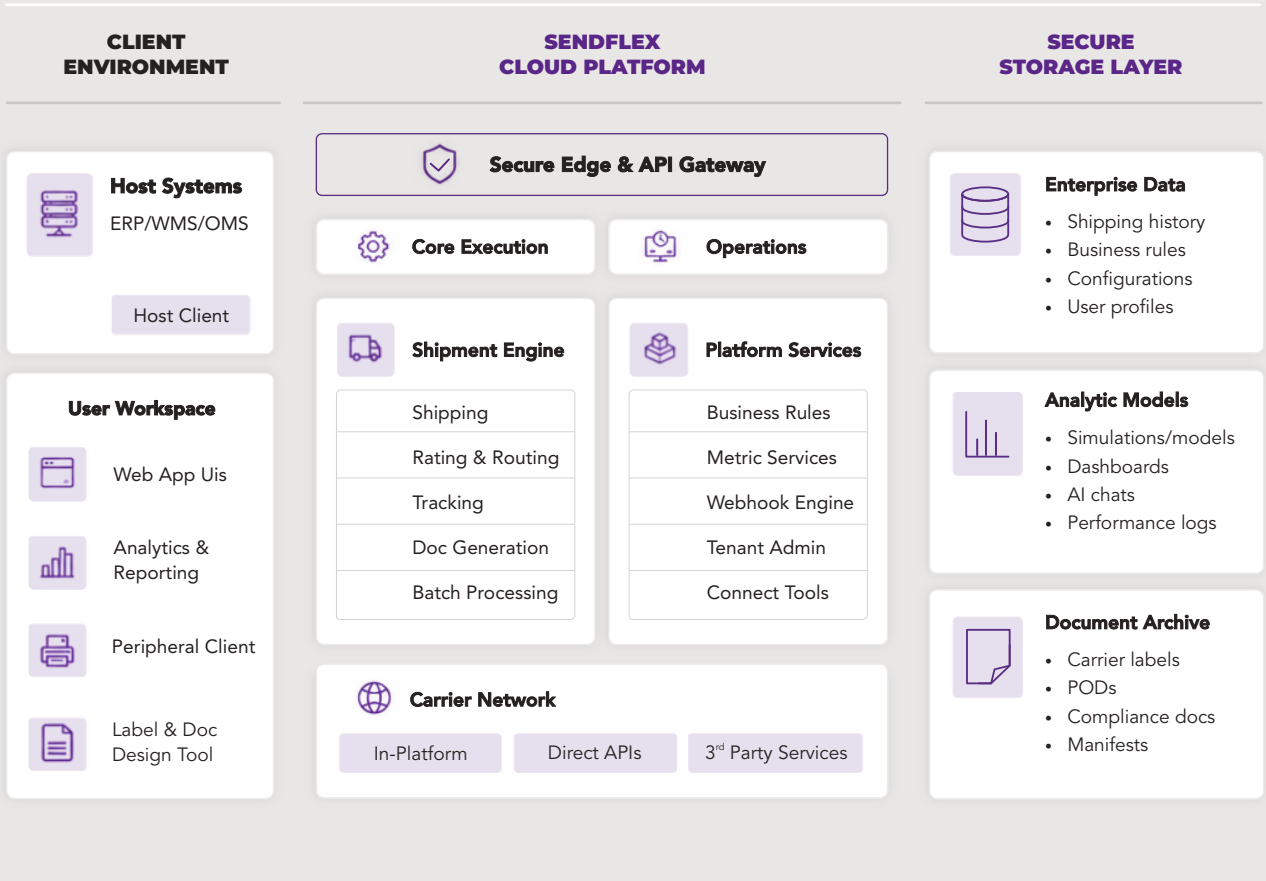 CLIENT
ENVIRONMENT
SENDFLEX
CLOUD PLATFORM
SECURE
STORAGE LAYER
Host Systems
ERP/WMS/OMS
Host Client
User Workspace
Web App Uis
Analytics &
Reporting
Peripheral Client
Label & Doc
Design Tool
Secure Edge & API Gateway
Core Execution
Operations
Shipment Engine
Shipping
Rating & Routing
Tracking
Doc Generation
Batch Processing
Platform Services
Business Rules
Metric Services
Webhook Engine
Tenant Admin
Connect Tools
Carrier Network
In-Platform
Direct APIs
3rd Party Services
Enterprise Data
• Shipping history
• Business rules
• Configurations
• User profiles
Analytic Models
• Simulations/models
• Dashboards
• AI chats
• Performance logs
Document Archive
• Carrier labels
• PODs
• Compliance docs
• Manifests